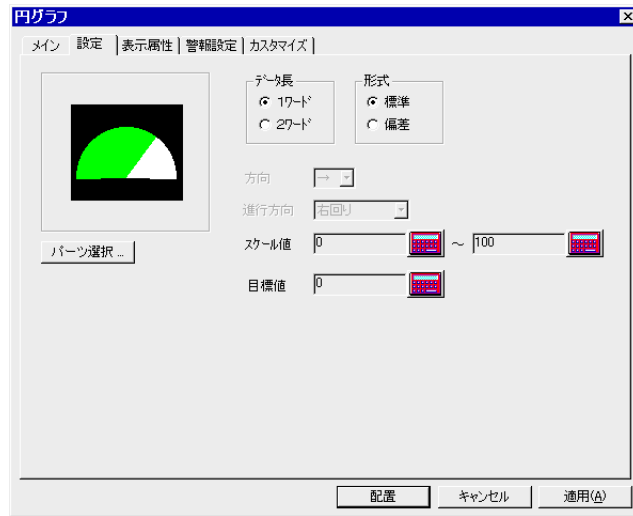 円グラフ
メイン 設定 表示属性 警報設定 カスタマイズ
データ長 形式
1ワード 標準
2ワード 偏差
方向 →
進行方向 右回り
パーツ選択 ... スケール値 0 ～ 100
目標値 0
配置 キャンセル 適用(A)